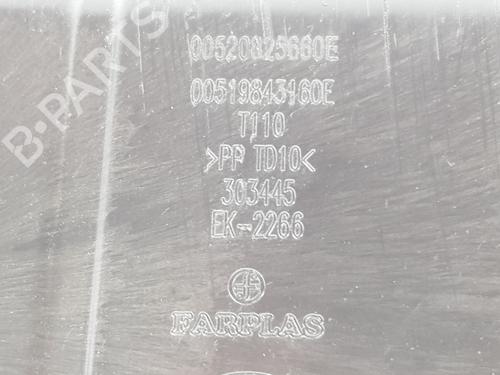 00520825660E
00519843160E
T110
>PP TD10<
303445
EK-2266
FARPLAS
B-PARTS